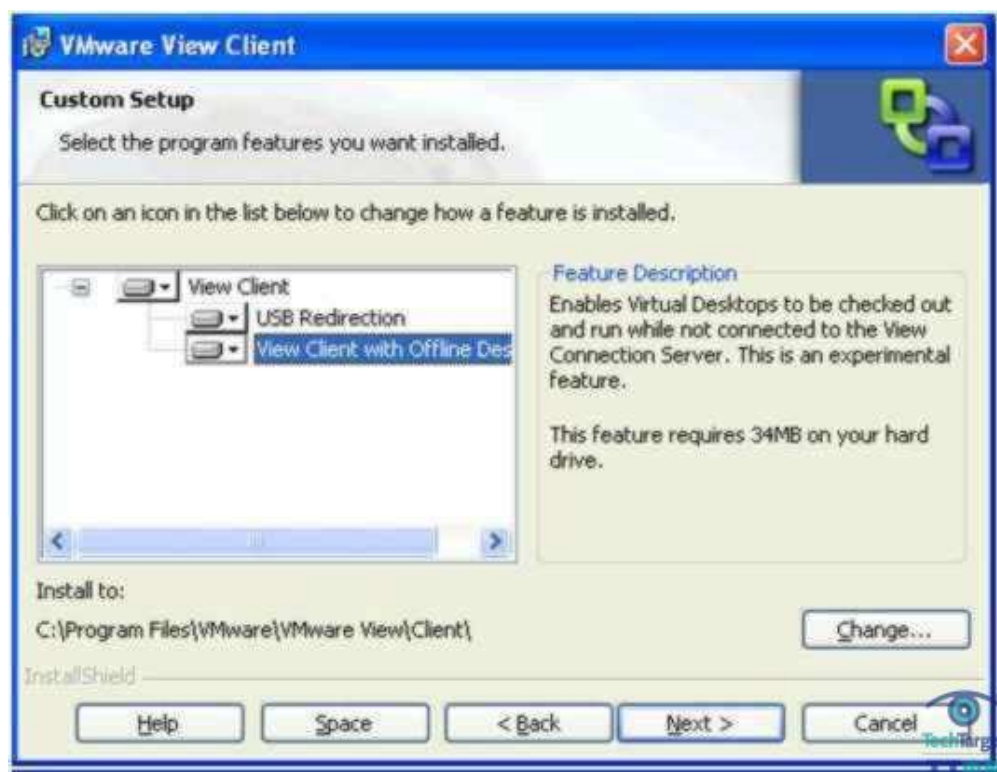 VMware View Client
Custom Setup
Select the program features you want installed.
Click on an icon in the list below to change how a feature is installed.
View Client
USB Redirection
View Client with Offline Des
Feature Description
Enables Virtual Desktops to be checked out
and run while not connected to the View
Connection Server. This is an experimental
feature.
This feature requires 34MB on your hard
drive.
Install to:
C:\Program Files\VMware\VMware View\Client\
Change...
InstallShield
Help
Space
< Back
Next >
Cancel
TechTarg